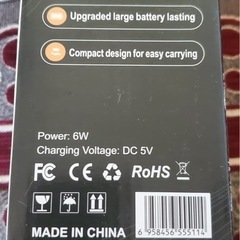 Upgraded large battery lasting
Compact design for easy carrying
Power: 6W
Charging Voltage: DC 5V
FC CE RoHS
MADE IN CHINA
6 958456 555114